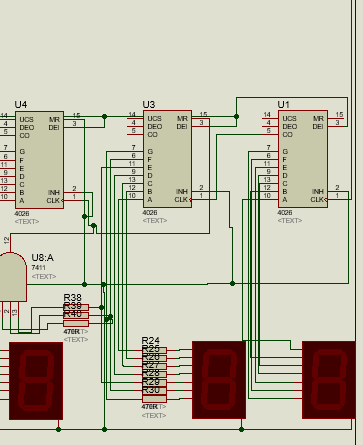 U4
14 UCS MR 15
4 DEO DEI 3
5 CO
7 G
6 F
11 E
9 D
13 C
12 B INH 2
10 A CLK 1
4026
<TEXT>
U3
14 UCS MR 15
4 DEO DEI 3
5 CO
7 G
6 F
11 E
9 D
13 C
12 B INH 2
10 A CLK 1
4026
<TEXT>
U1
14 UCS MR 15
4 DEO DEI 3
5 CO
7 G
6 F
11 E
9 D
13 C
12 B INH 2
10 A CLK 1
4026
<TEXT>
12
U8:A
7411
<TEXT>
1 2 13
R38
R39
R40
470R
<TEXT>
R24
R25
R26
R27
R28
R29
R30
470R
<TEXT>